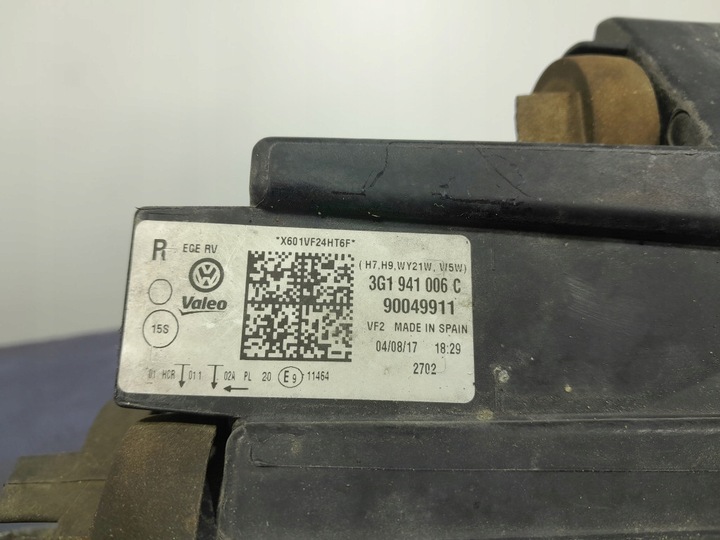 R EGE RV
*X601VF24HT6F*
(H7,H9,WY21W, W5W)
Valeo
3G1 941 006 C
90049911
15S
VF2 MADE IN SPAIN
04/08/17 18:29
2702
01 HCR 011 02A PL 20 E9 11464